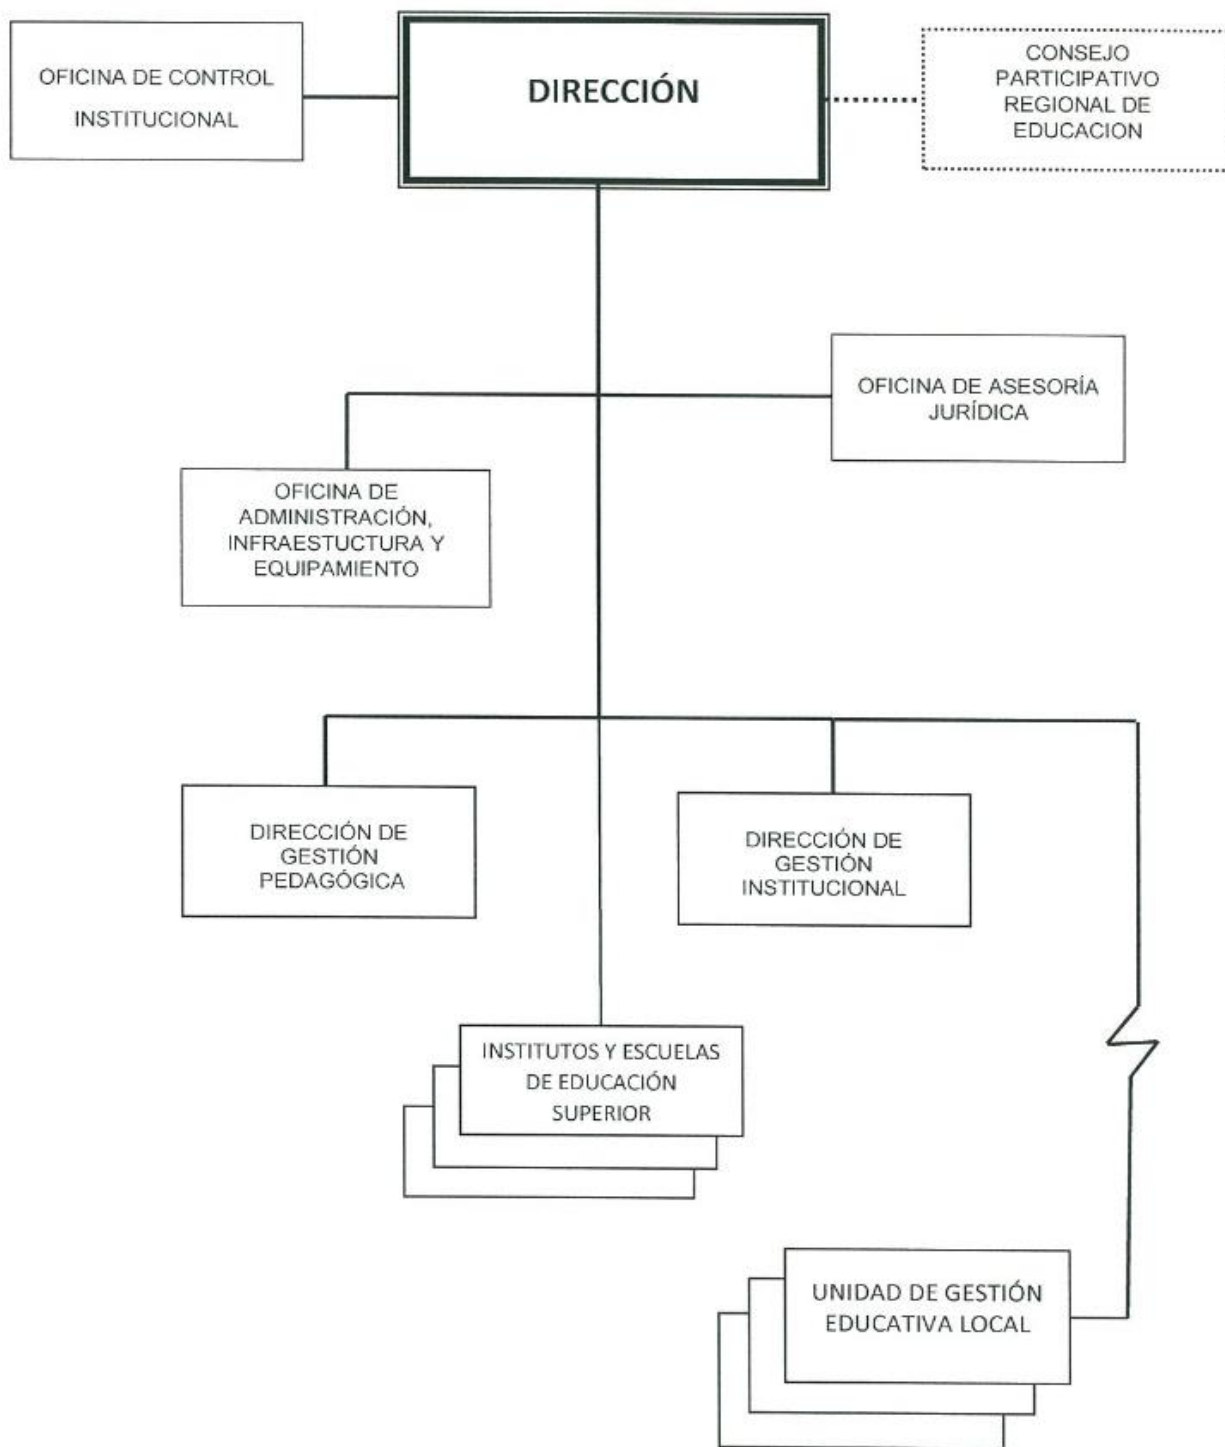 OFICINA DE CONTROL
INSTITUCIONAL
DIRECCIÓN
CONSEJO
PARTICIPATIVO
REGIONAL DE
EDUCACION
OFICINA DE ASESORÍA
JURÍDICA
OFICINA DE
ADMINISTRACIÓN,
INFRAESTUCTURA Y
EQUIPAMIENTO
DIRECCIÓN DE
GESTIÓN
PEDAGÓGICA
DIRECCIÓN DE
GESTIÓN
INSTITUCIONAL
INSTITUTOS Y ESCUELAS
DE EDUCACIÓN
SUPERIOR
UNIDAD DE GESTIÓN
EDUCATIVA LOCAL